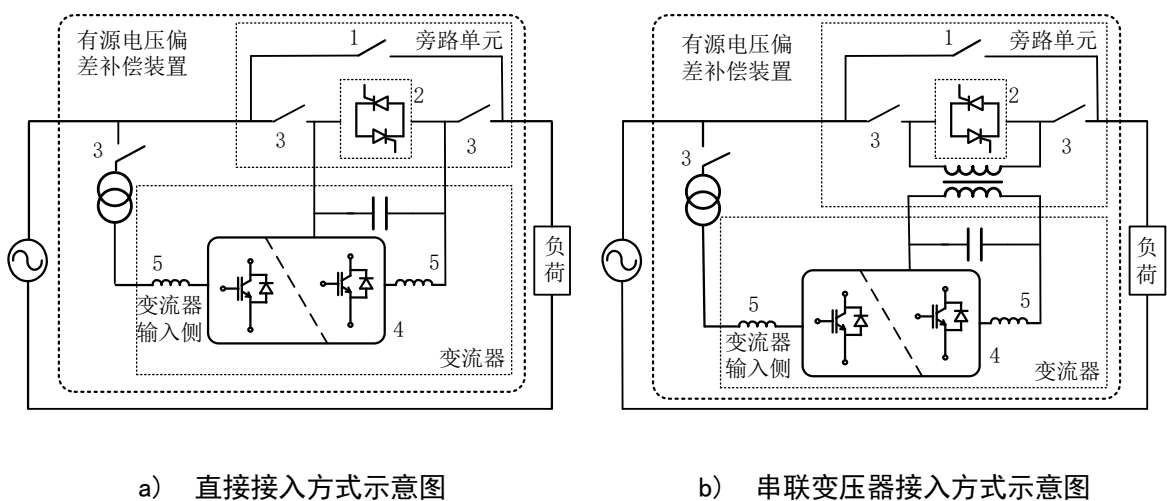 有源电压偏
差补偿装置
1
旁路单元
2
3
3
3
5
5
变流器
输入侧
4
变流器
负
荷
a） 直接接入方式示意图
有源电压偏
差补偿装置
1
旁路单元
2
3
3
3
5
5
变流器
输入侧
4
变流器
负
荷
b） 串联变压器接入方式示意图